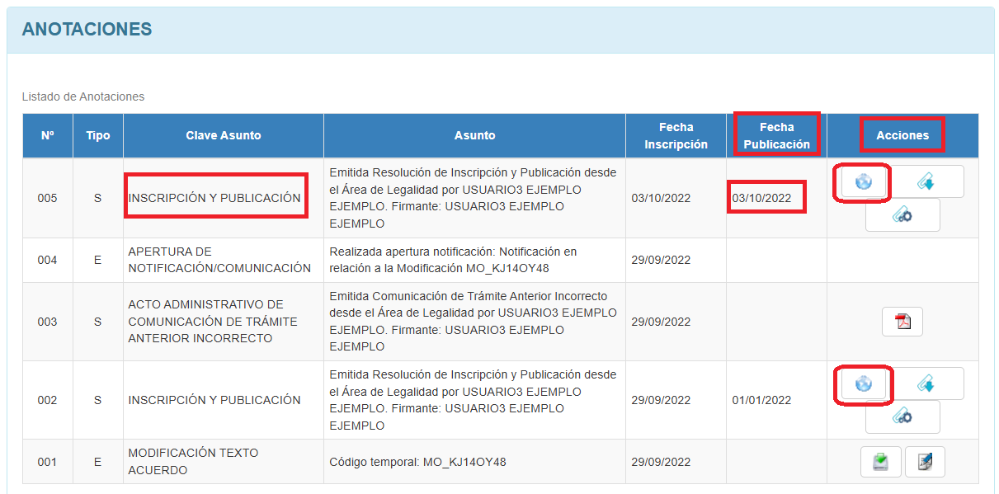 ANOTACIONES
Listado de Anotaciones
Nº Tipo Clave Asunto Asunto Fecha Inscripción Fecha Publicación Acciones
005 S INSCRIPCIÓN Y PUBLICACIÓN
Emitida Resolución de Inscripción y Publicación desde
el Área de Legalidad por USUARIO3 EJEMPLO
EJEMPLO. Firmante: USUARIO3 EJEMPLO
EJEMPLO
03/10/2022 03/10/2022
004 E APERTURA DE
NOTIFICACIÓN/COMUNICACIÓN
Realizada apertura notificación: Notificación en
relación a la Modificación MO_KJ14OY48
29/09/2022
003 S ACTO ADMINISTRATIVO DE
COMUNICACIÓN DE TRÁMITE
ANTERIOR INCORRECTO
Emitida Comunicación de Trámite Anterior Incorrecto
desde el Área de Legalidad por USUARIO3 EJEMPLO
EJEMPLO. Firmante: USUARIO3 EJEMPLO
EJEMPLO
29/09/2022
002 S INSCRIPCIÓN Y PUBLICACIÓN
Emitida Resolución de Inscripción y Publicación desde
el Área de Legalidad por USUARIO3 EJEMPLO
EJEMPLO. Firmante: USUARIO3 EJEMPLO
EJEMPLO
29/09/2022 01/01/2022
001 E MODIFICACIÓN TEXTO
ACUERDO
Código temporal: MO_KJ14OY48
29/09/2022